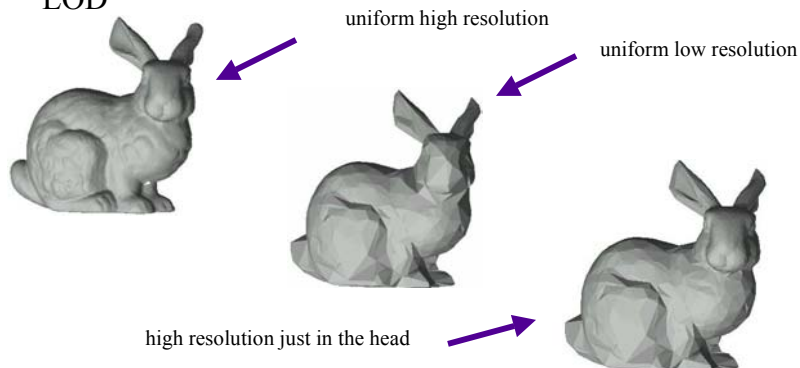 LOD
uniform high resolution
uniform low resolution
high resolution just in the head